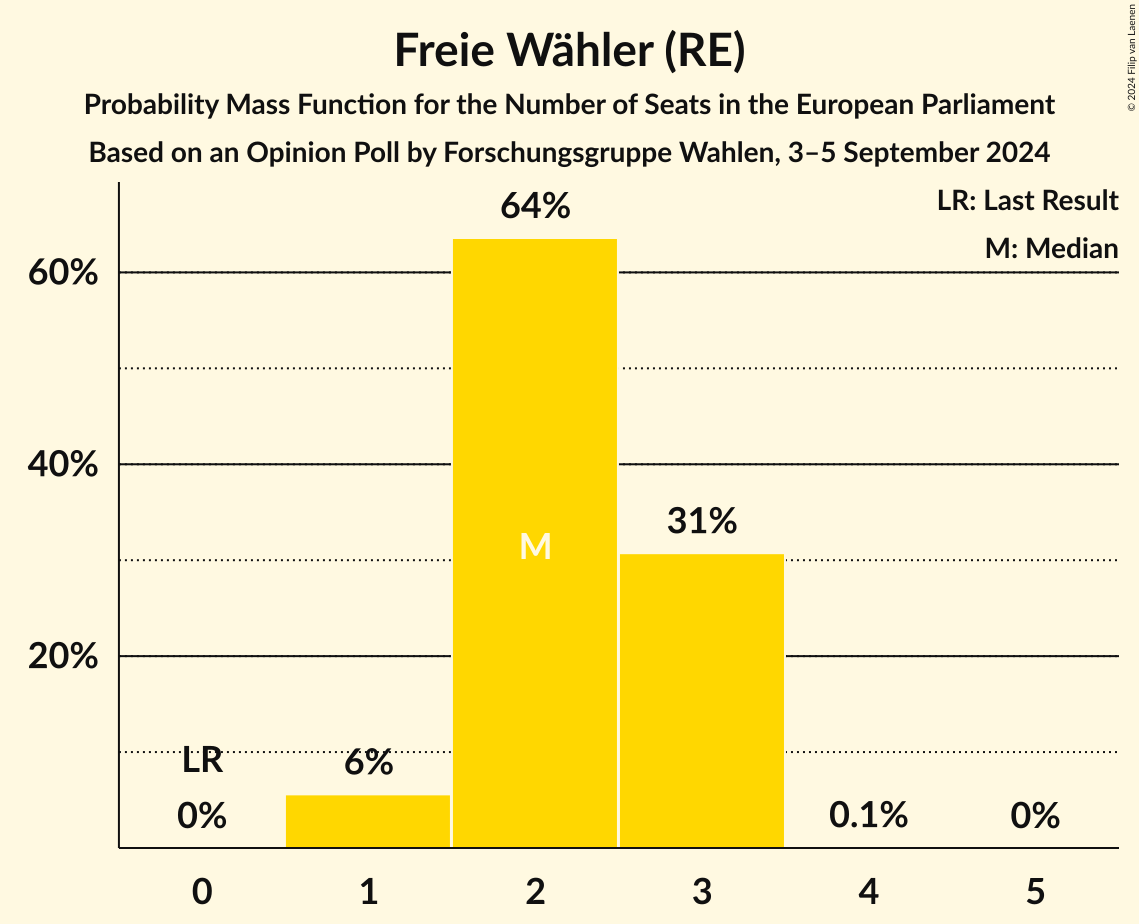 Freie Wähler (RE)
Probability Mass Function for the Number of Seats in the European Parliament
Based on an Opinion Poll by Forschungsgruppe Wahlen, 3–5 September 2024
© 2024 Filip van Laenen
LR: Last Result
M: Median
60%
40%
20%
64%
31%
M
LR
0%
6%
0.1%
0%
0
1
2
3
4
5